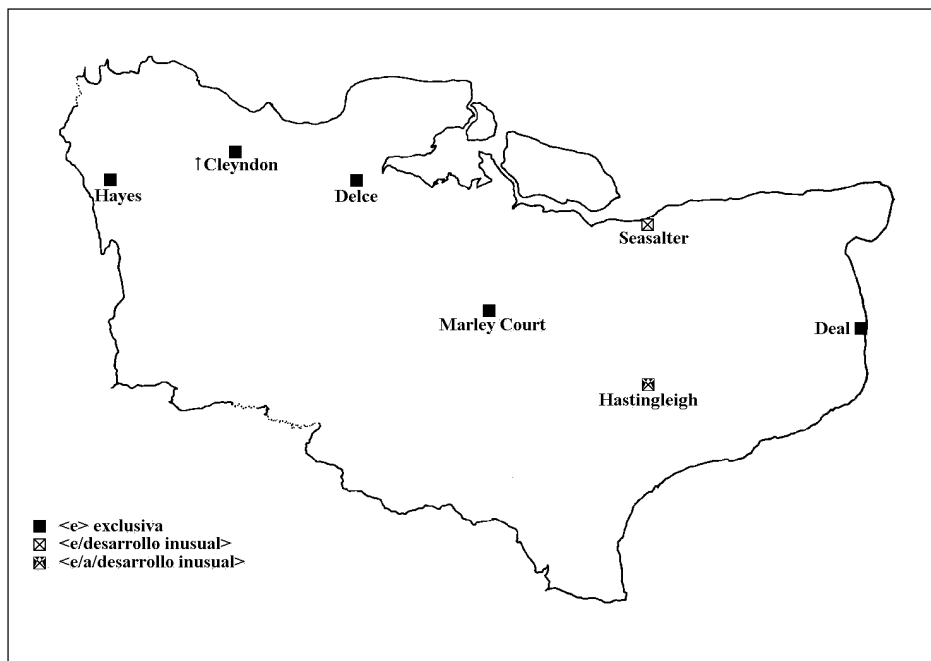 ↑Cleyndon
Hayes
Delce
Seasalter
Marley Court
Deal
Hastingleigh
<e> exclusiva
<e/desarrollo inusual>
<e/a/desarrollo inusual>